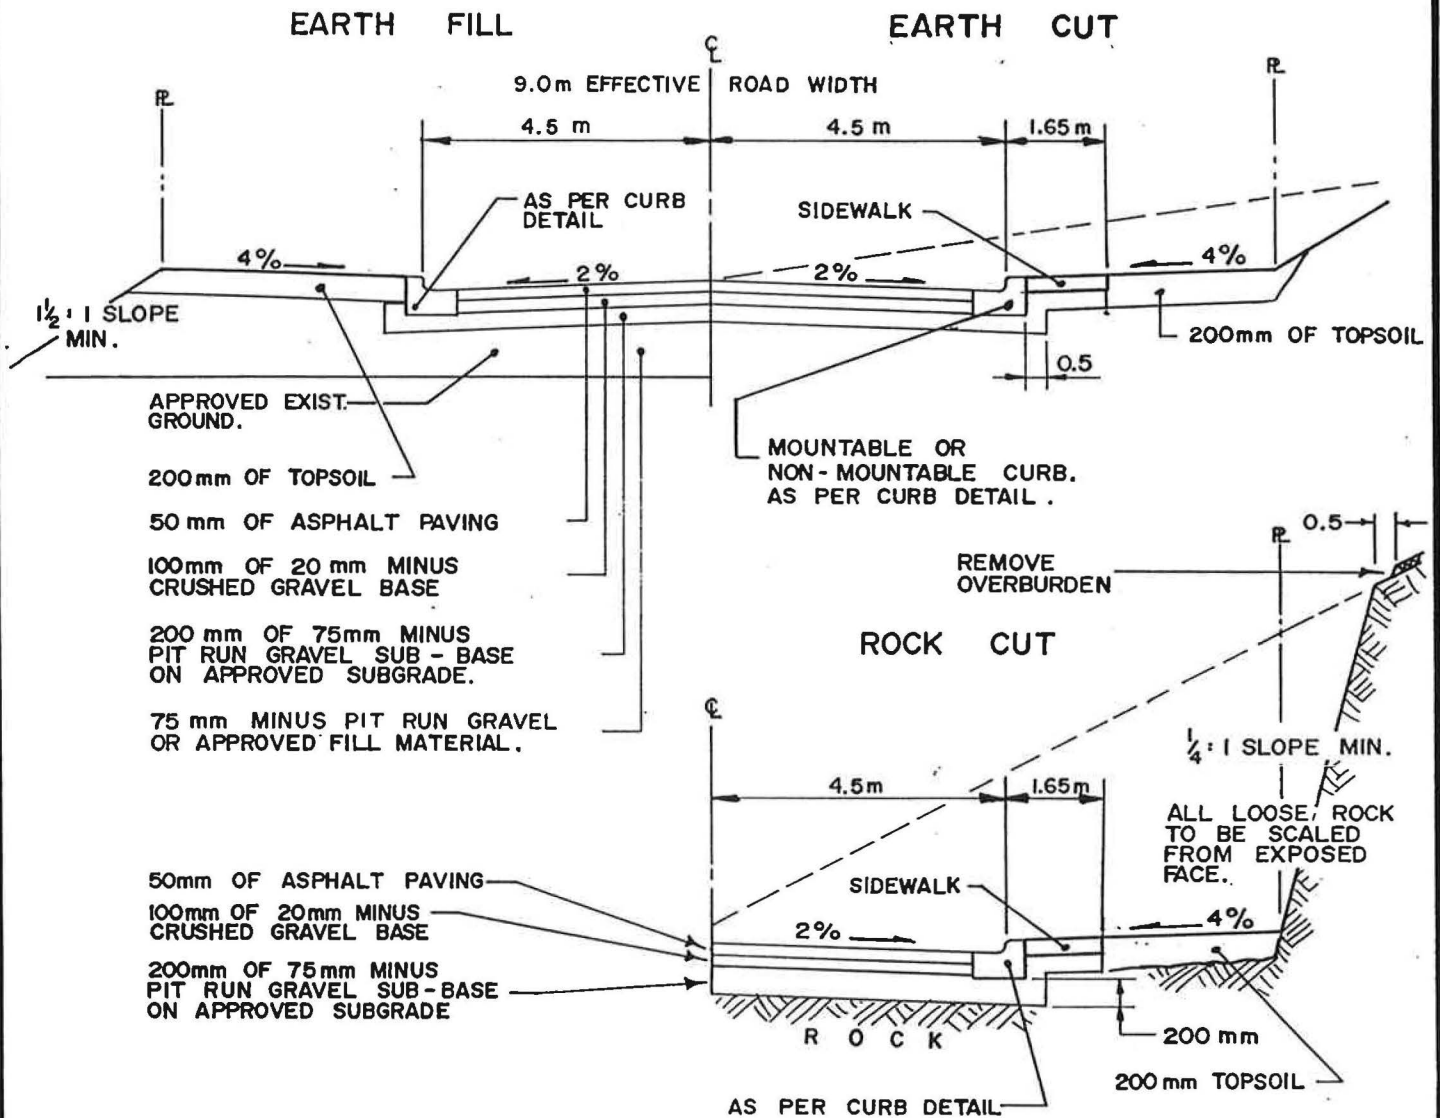 EARTH FILL
EARTH CUT
℄
9.0m EFFECTIVE ROAD WIDTH
PL
PL
4.5 m
4.5 m
1.65m
AS PER CURB
DETAIL
SIDEWALK
4%
2%
2%
4%
1½ : 1 SLOPE
MIN.
200mm OF TOPSOIL
0.5
APPROVED EXIST.
GROUND.
200mm OF TOPSOIL
MOUNTABLE OR
NON-MOUNTABLE CURB.
AS PER CURB DETAIL.
50 mm OF ASPHALT PAVING
100mm OF 20 mm MINUS
CRUSHED GRAVEL BASE
200 mm OF 75mm MINUS
PIT RUN GRAVEL SUB-BASE
ON APPROVED SUBGRADE.
75 mm MINUS PIT RUN GRAVEL
OR APPROVED FILL MATERIAL.
PL
0.5
REMOVE
OVERBURDEN
ROCK CUT
℄
¼ : 1 SLOPE MIN.
4.5m
1.65m
ALL LOOSE ROCK
TO BE SCALED
FROM EXPOSED
FACE.
50mm OF ASPHALT PAVING
100mm OF 20mm MINUS
CRUSHED GRAVEL BASE
200mm OF 75mm MINUS
PIT RUN GRAVEL SUB-BASE
ON APPROVED SUBGRADE
SIDEWALK
2%
4%
ROCK
200 mm
200 mm TOPSOIL
AS PER CURB DETAIL